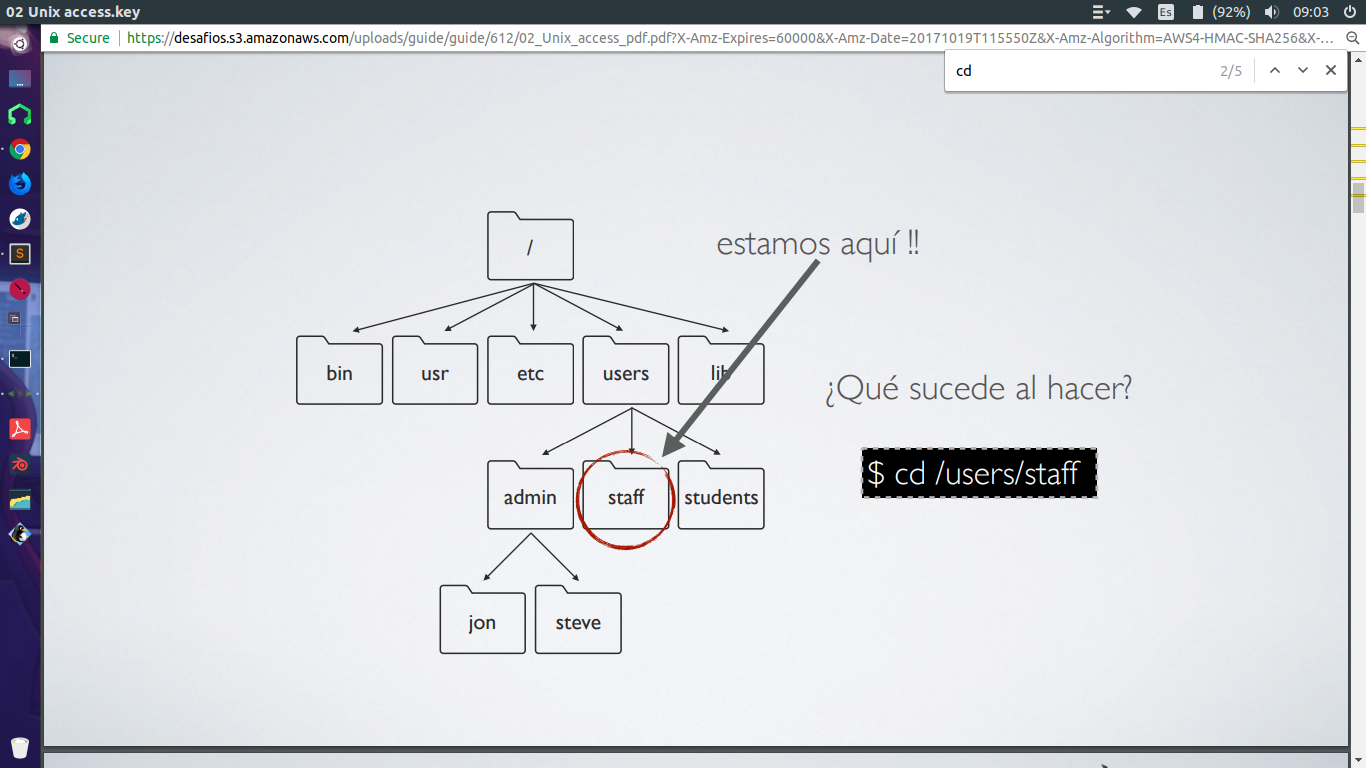 02 Unix access.key
Es
(92%)
09:03
Secure
https://desafios.s3.amazonaws.com/uploads/guide/guide/612/02_Unix_access_pdf.pdf?X-Amz-Expires=60000&X-Amz-Date=20171019T115550Z&X-Amz-Algorithm=AWS4-HMAC-SHA256&X-...
cd
2/5
/
estamos aquí !!
bin
usr
etc
users
lib
¿Qué sucede al hacer?
$ cd /users/staff
admin
staff
students
jon
steve